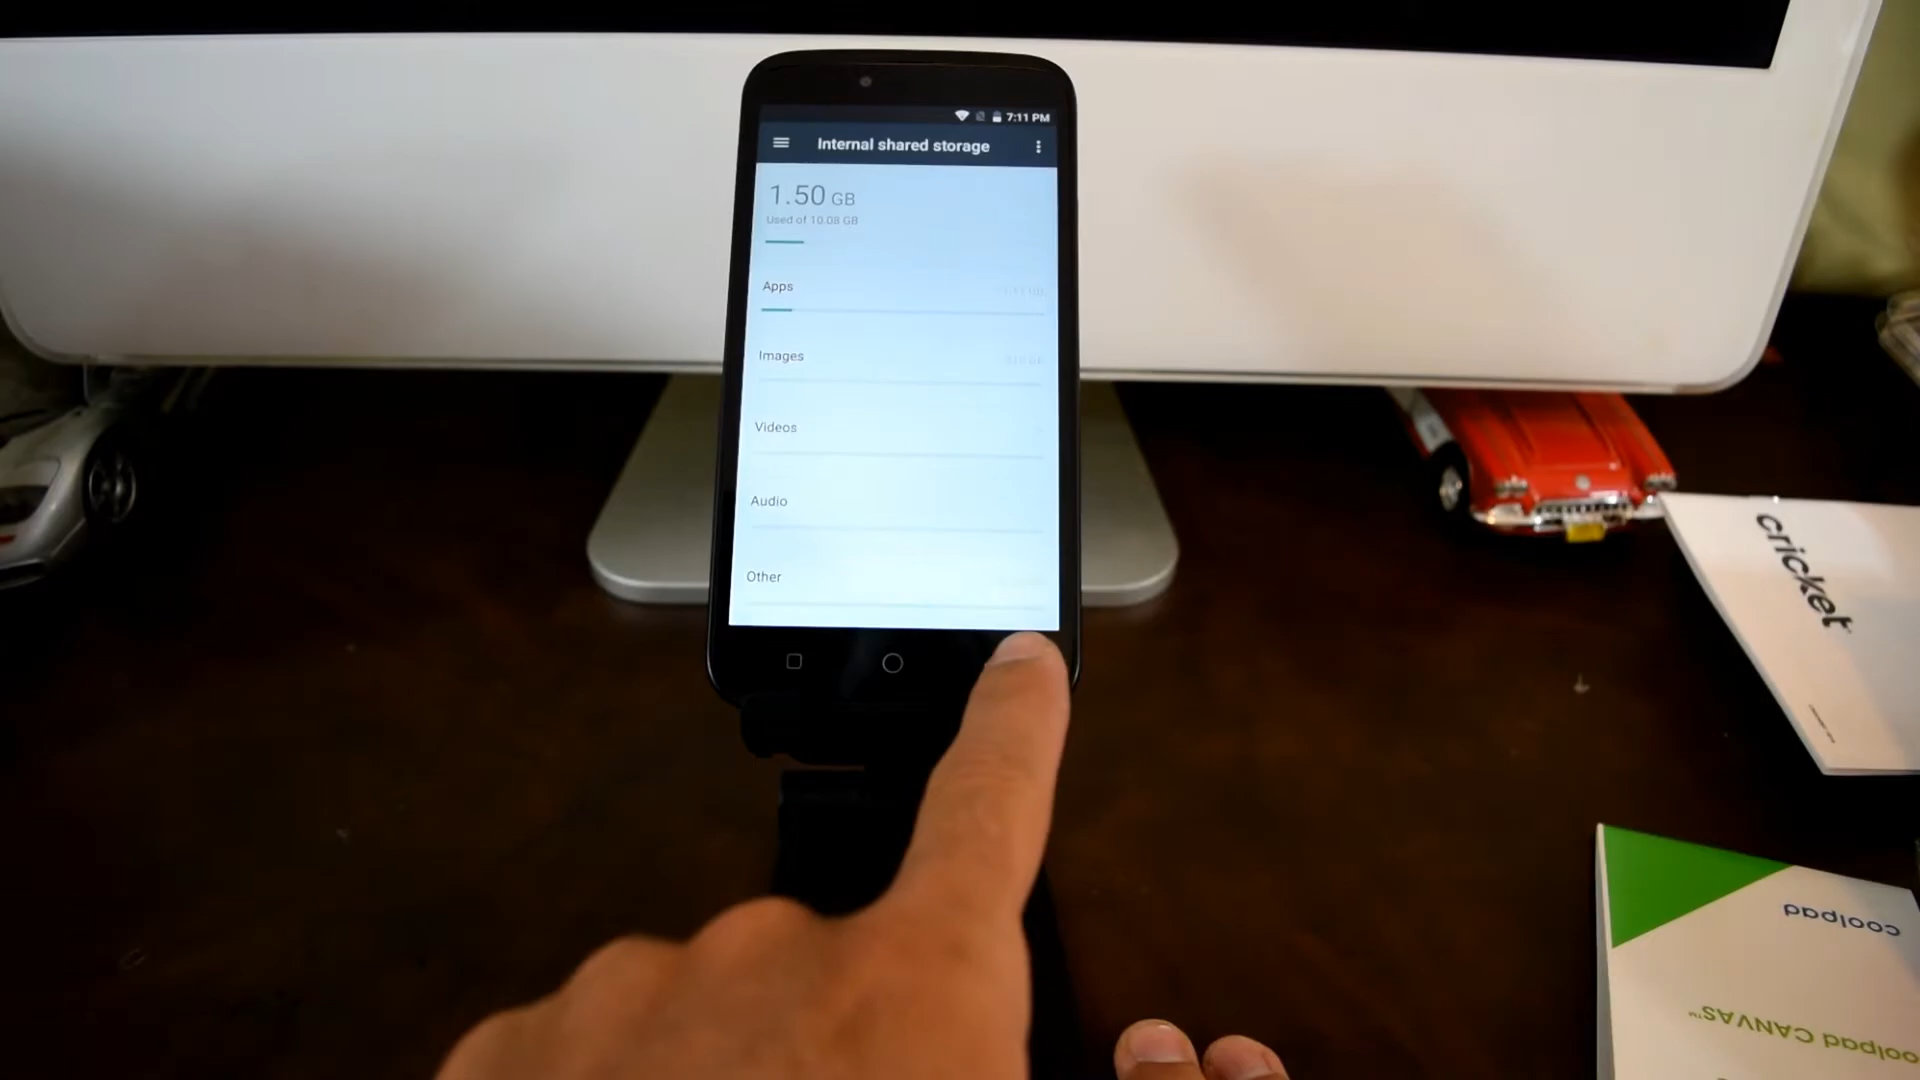 7:11 PM
Internal shared storage
1.50 GB
Used of 10.08 GB
Apps
Images
Videos
Audio
Other
cricket
coolpad
coolpad CANVAS™